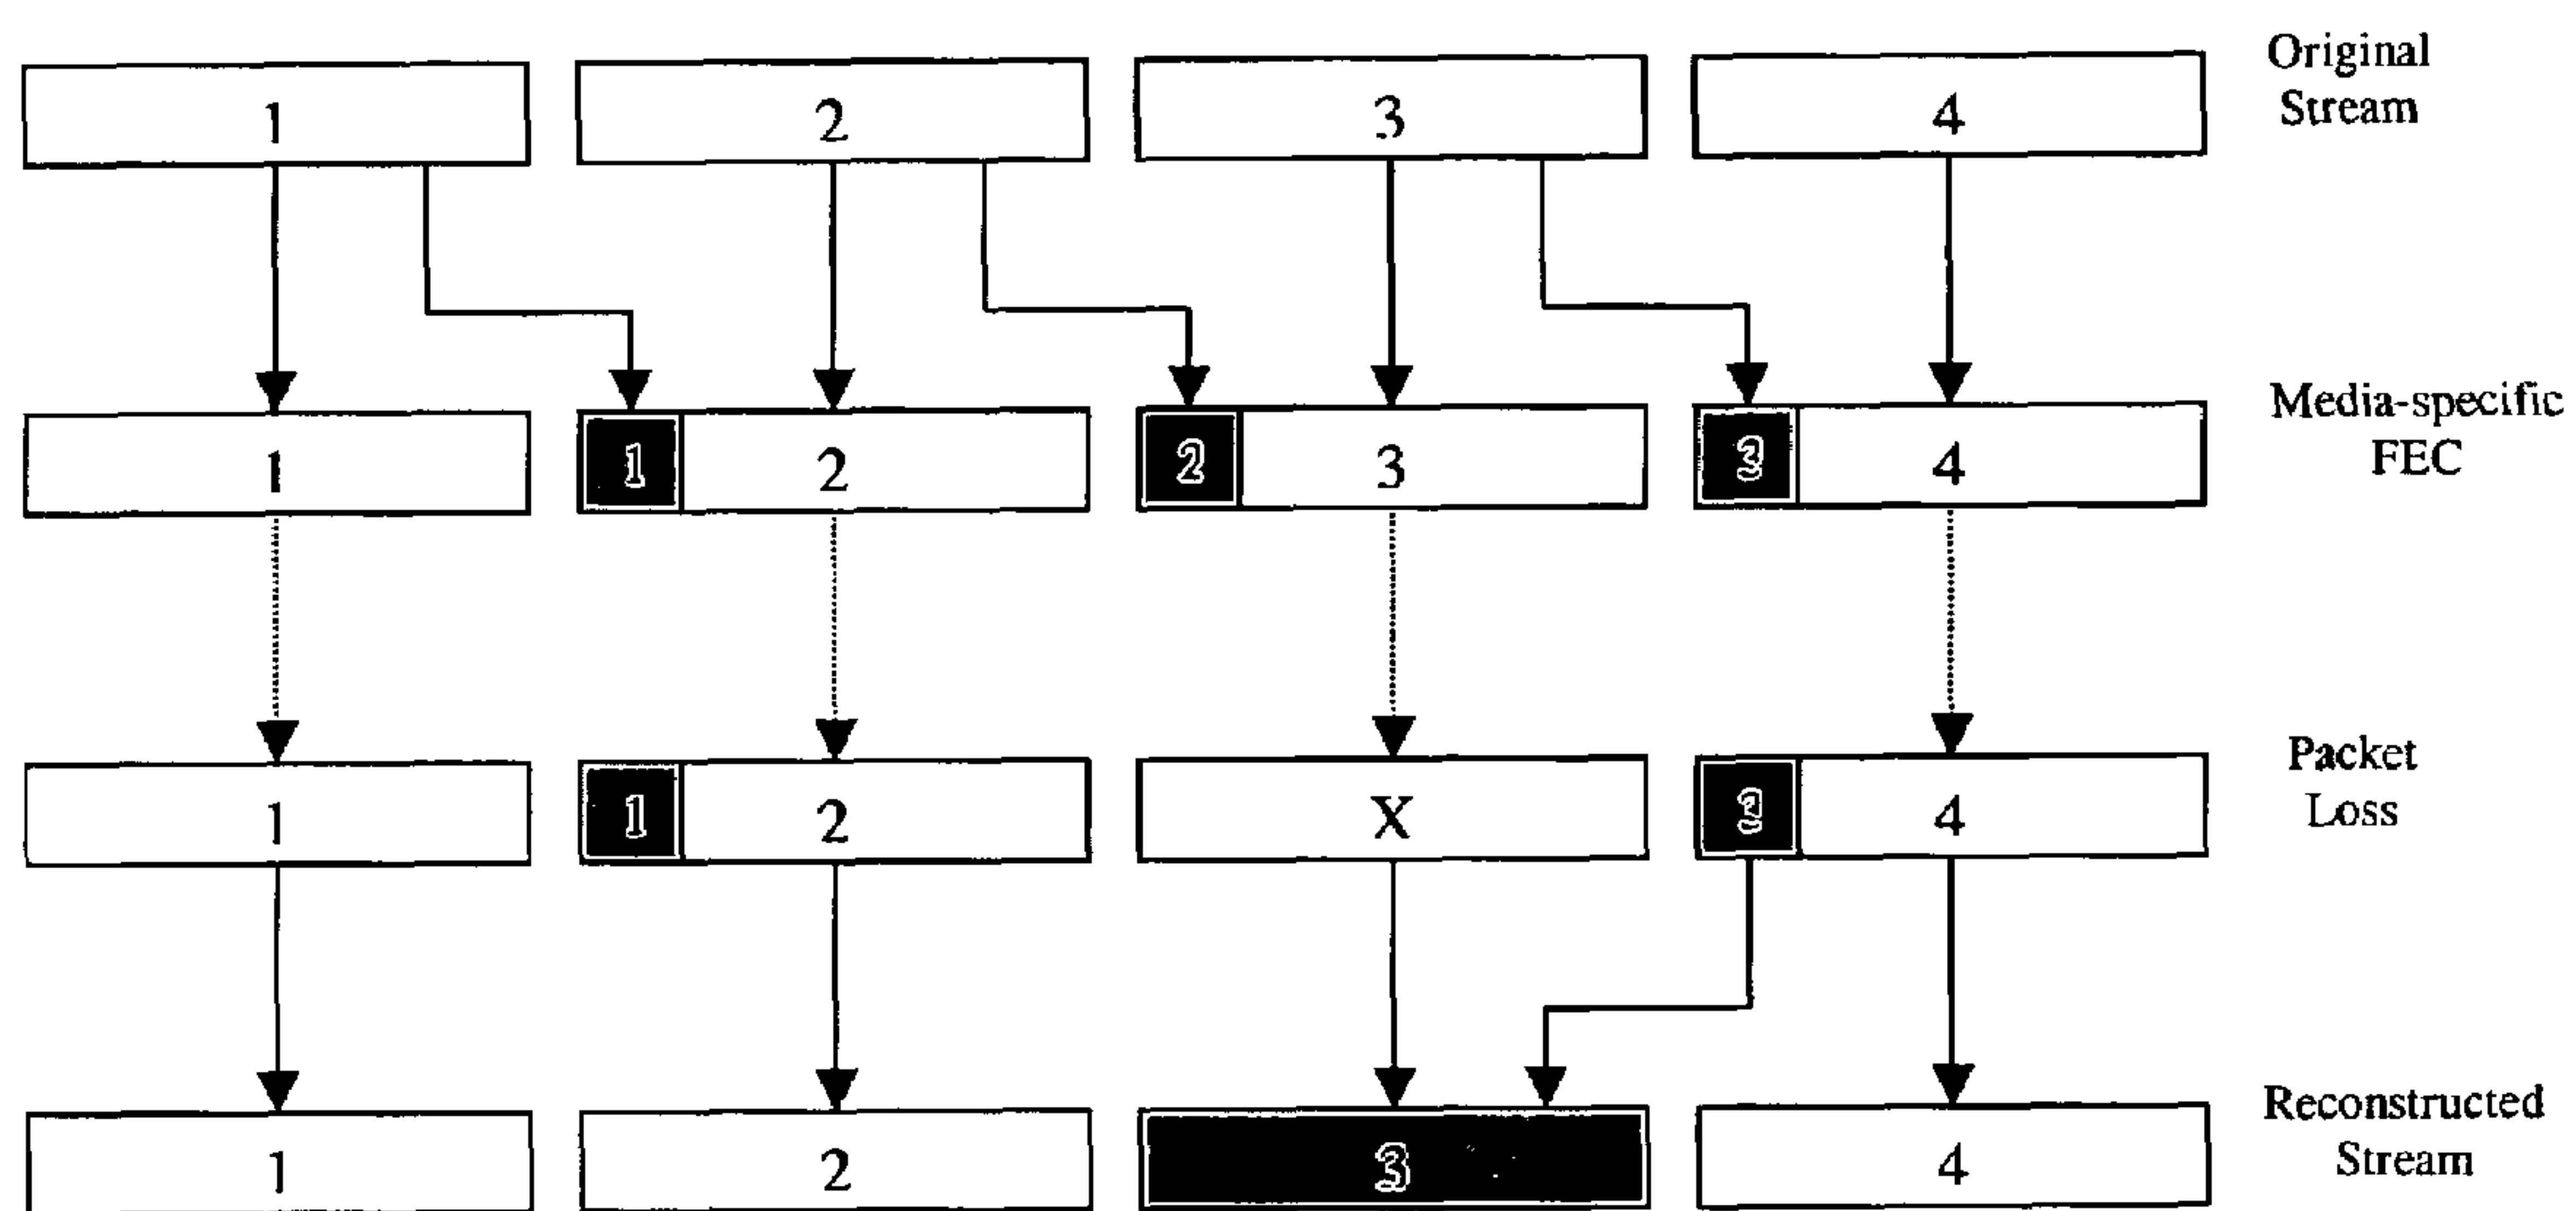 1 2 3 4 Original
Stream
1 1 2 2 3 3 4 Media-specific
FEC
1 1 2 X 3 4 Packet
Loss
1 2 3 4 Reconstructed
Stream